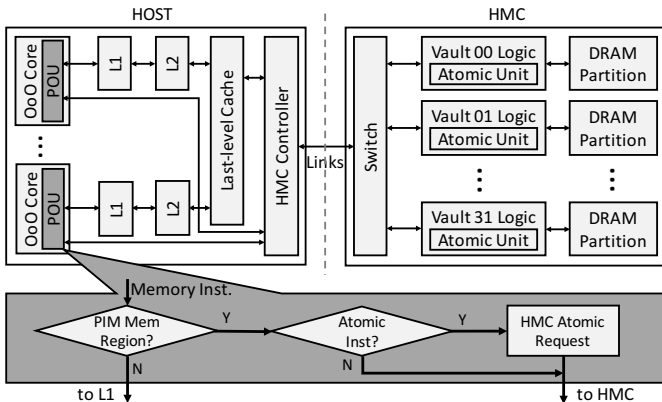 HOST
HMC
OoO Core
POU
L1
L2
Last-level Cache
HMC Controller
Links
Switch
Vault 00 Logic
Atomic Unit
DRAM
Partition
Vault 01 Logic
Atomic Unit
DRAM
Partition
...
OoO Core
POU
L1
L2
Vault 31 Logic
Atomic Unit
DRAM
Partition
Memory Inst.
PIM Mem
Region?
Y
N
Atomic
Inst?
Y
N
HMC Atomic
Request
to L1
to HMC